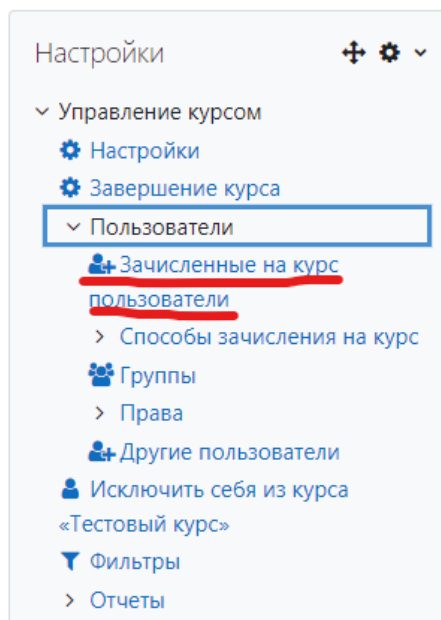 Настройки
Управление курсом
Настройки
Завершение курса
Пользователи
Зачисленные на курс
пользователи
Способы зачисления на курс
Группы
Права
Другие пользователи
Исключить себя из курса
«Тестовый курс»
Фильтры
Отчеты